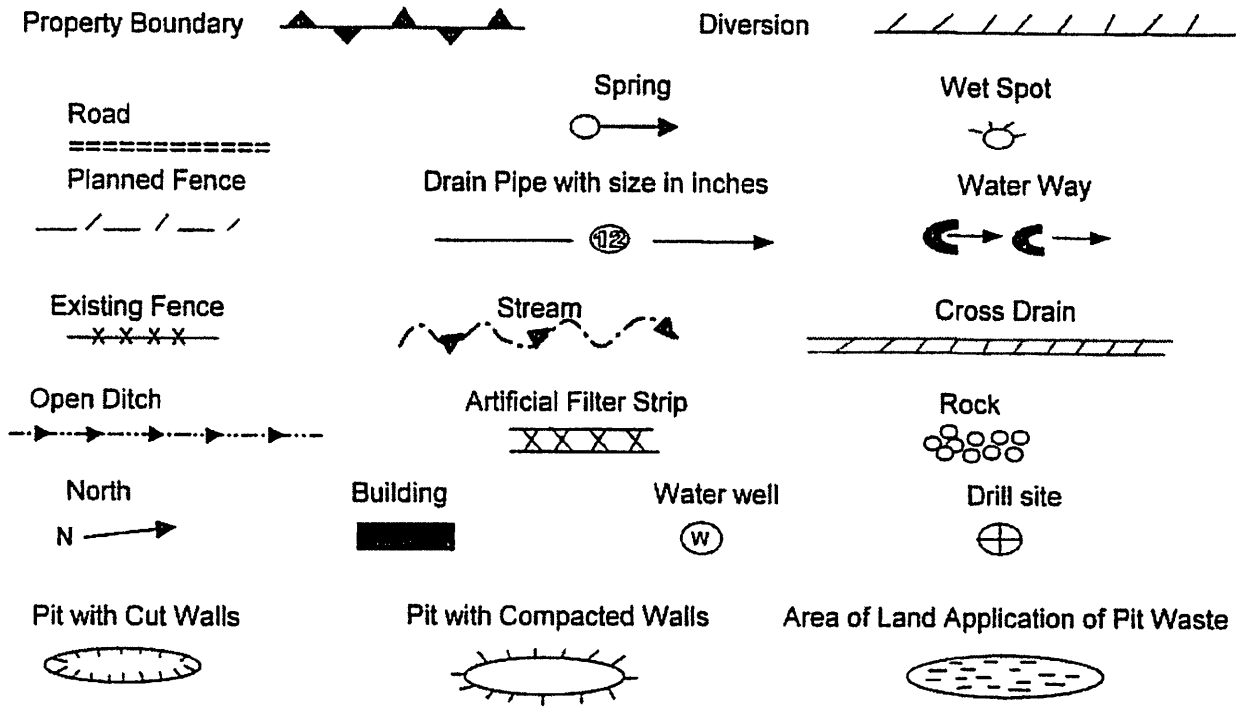 Property Boundary
Diversion
Spring
Wet Spot
Road
Planned Fence
Drain Pipe with size in inches
Water Way
12
Existing Fence
Stream
Cross Drain
Open Ditch
Artificial Filter Strip
Rock
North
Building
Water well
Drill site
N
W
Pit with Cut Walls
Pit with Compacted Walls
Area of Land Application of Pit Waste